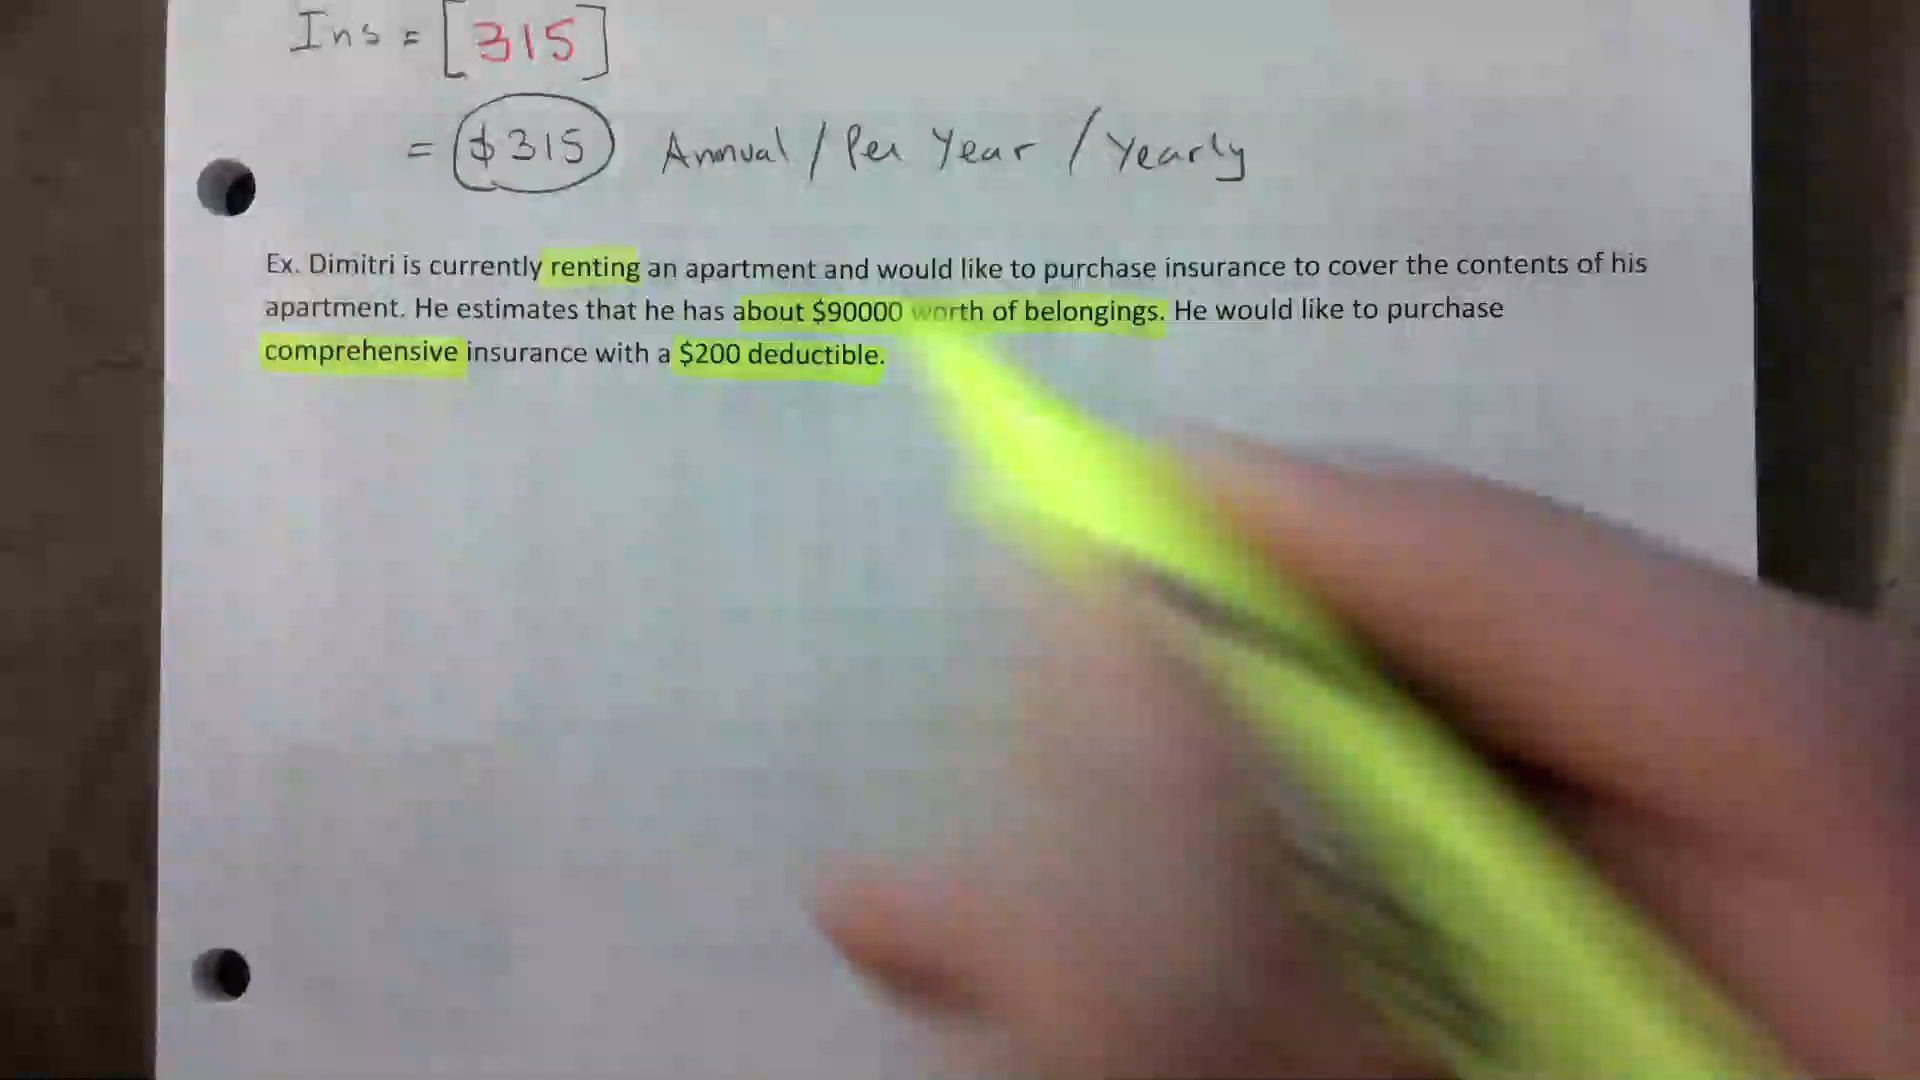 Ins = [315]
= $315 Annual / Per Year / Yearly
Ex. Dimitri is currently renting an apartment and would like to purchase insurance to cover the contents of his
apartment. He estimates that he has about $90000 worth of belongings. He would like to purchase
comprehensive insurance with a $200 deductible.